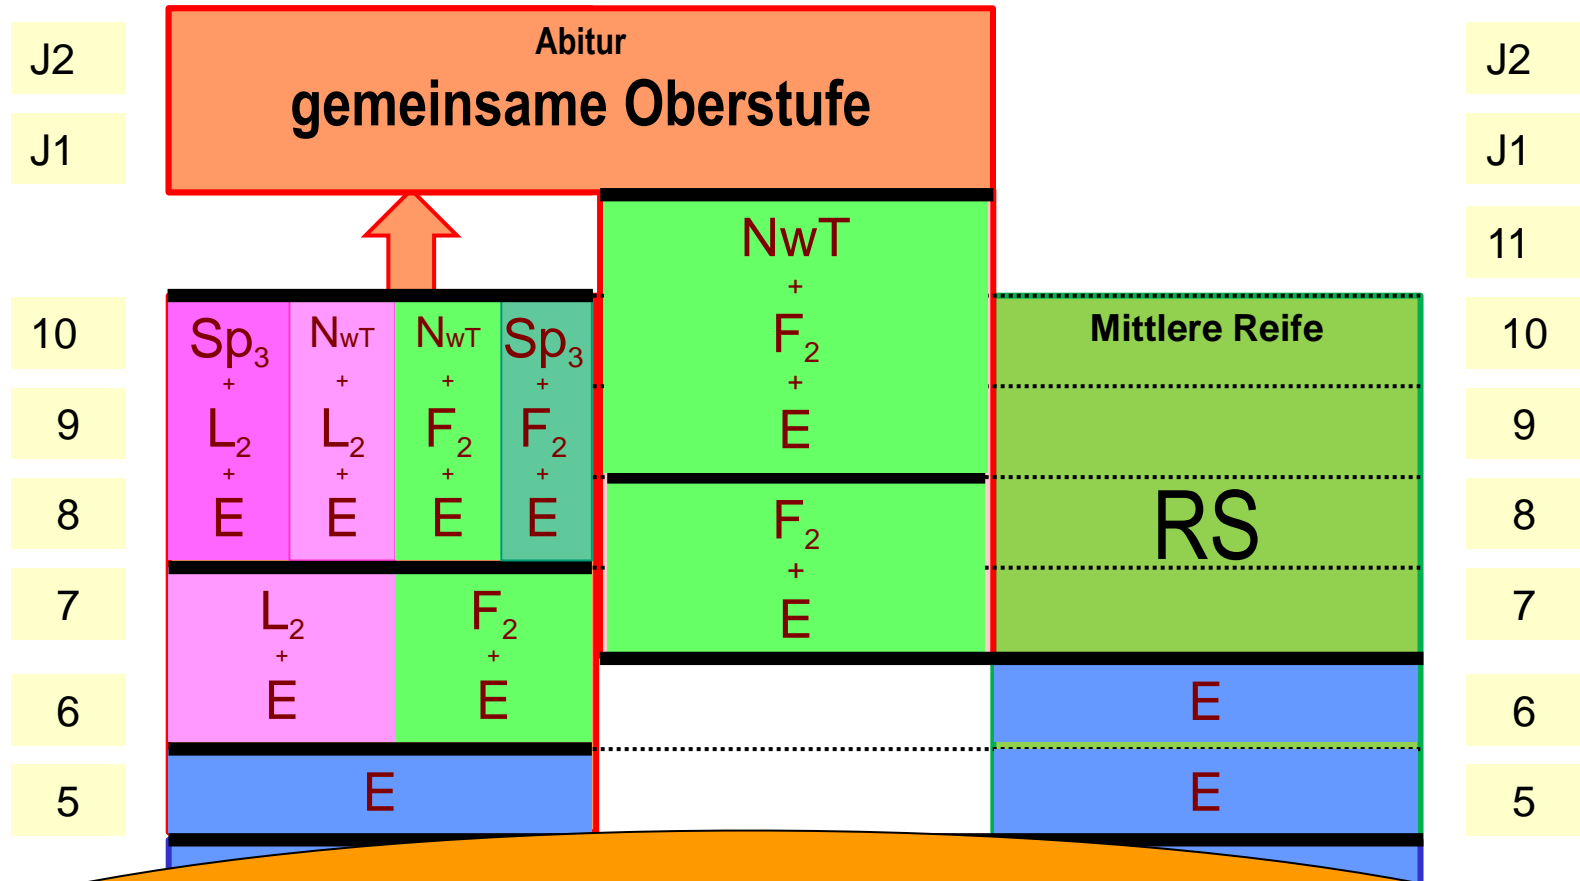 J2
J1
10
9
8
7
6
5
Abitur
gemeinsame Oberstufe
Sp3
+
L2
+
E
NwT
+
L2
+
E
NwT
+
F2
+
E
Sp3
+
F2
+
E
L2
+
E
F2
+
E
E
NwT
+
F2
+
E
F2
+
E
Mittlere Reife
RS
E
E
J2
J1
11
10
9
8
7
6
5